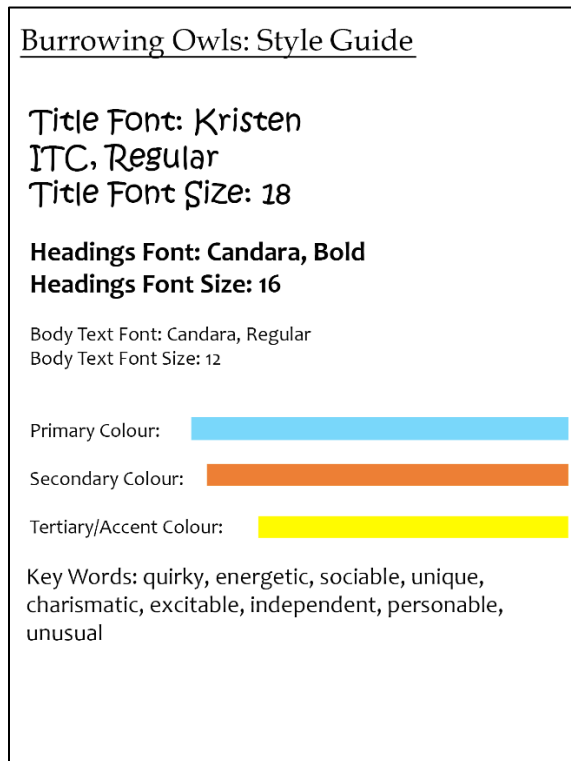 Burrowing Owls: Style Guide
Title Font: Kristen
ITC, Regular
Title Font Size: 18
Headings Font: Candara, Bold
Headings Font Size: 16
Body Text Font: Candara, Regular
Body Text Font Size: 12
Primary Colour:
Secondary Colour:
Tertiary/Accent Colour:
Key Words: quirky, energetic, sociable, unique,
charismatic, excitable, independent, personable,
unusual